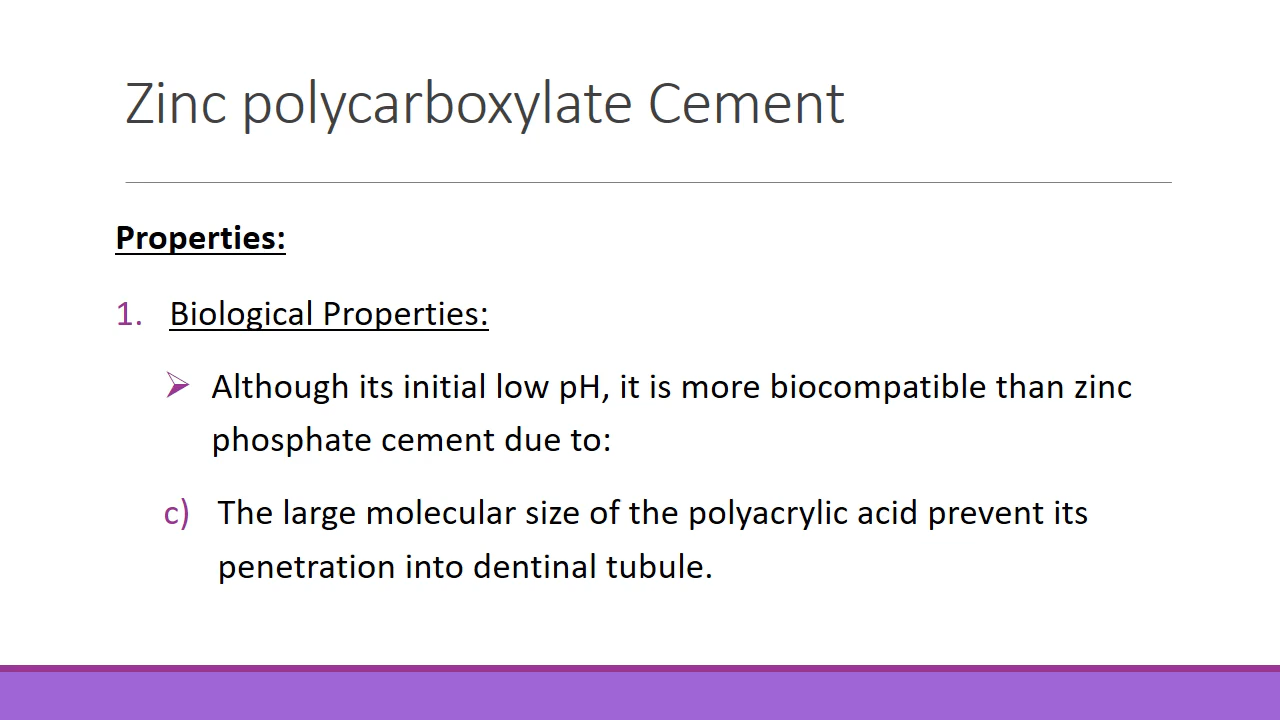 Zinc polycarboxylate Cement
Properties:
1. Biological Properties:
➢ Although its initial low pH, it is more biocompatible than zinc
phosphate cement due to:
c) The large molecular size of the polyacrylic acid prevent its
penetration into dentinal tubule.